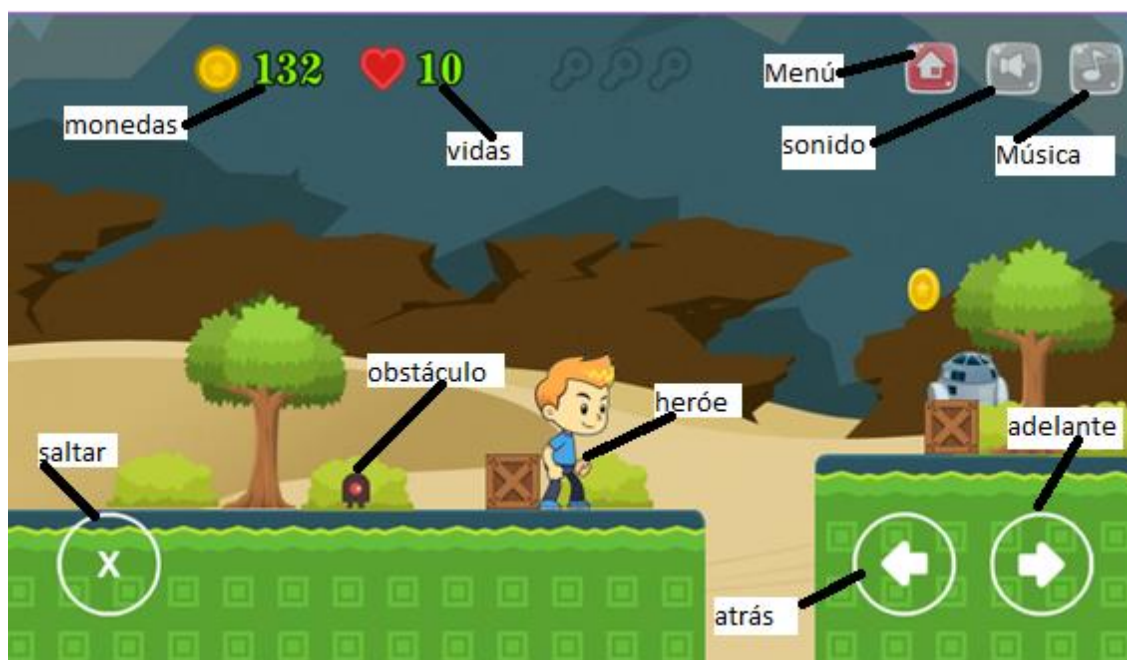 132
10
Menú
monedas
vidas
sonido
Música
obstáculo
heróe
saltar
adelante
X
atrás